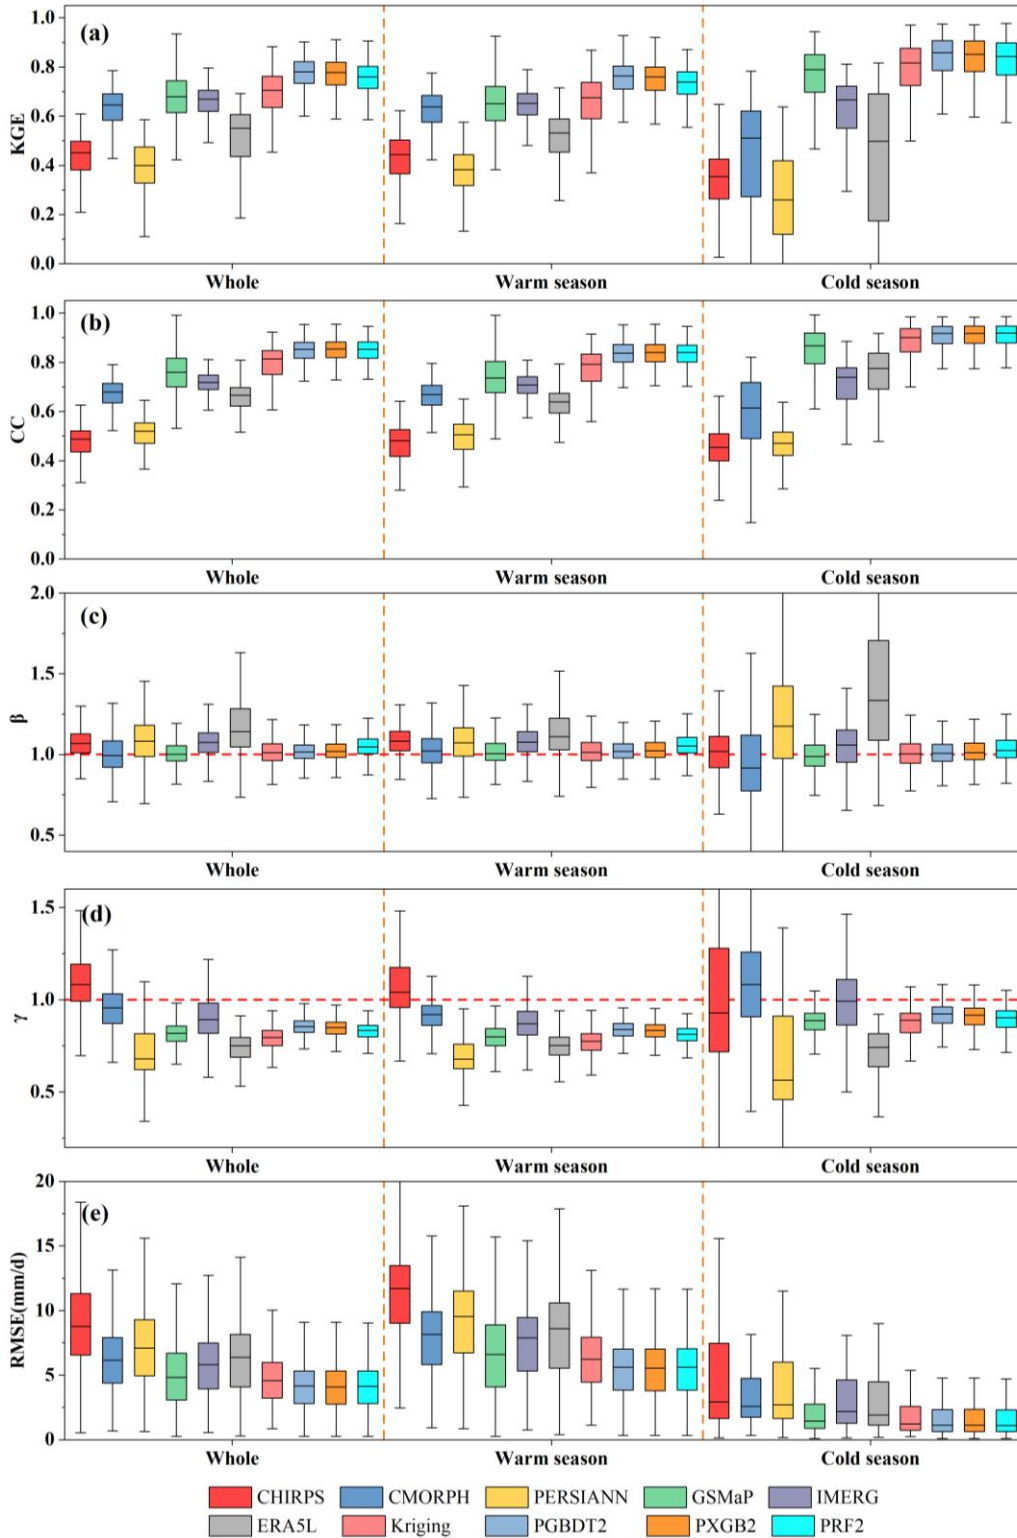 (a)
KGE
1.0
0.8
0.6
0.4
0.2
0.0
Whole Warm season Cold season
(b)
CC
1.0
0.8
0.6
0.4
0.2
0.0
Whole Warm season Cold season
(c)
β
2.0
1.5
1.0
0.5
Whole Warm season Cold season
(d)
γ
1.5
1.0
0.5
Whole Warm season Cold season
(e)
RMSE(mm/d)
20
15
10
5
0
Whole Warm season Cold season
CHIRPS CMORPH PERSIANN GSMaP IMERG
ERA5L Kriging PGBDT2 PXGB2 PRF2